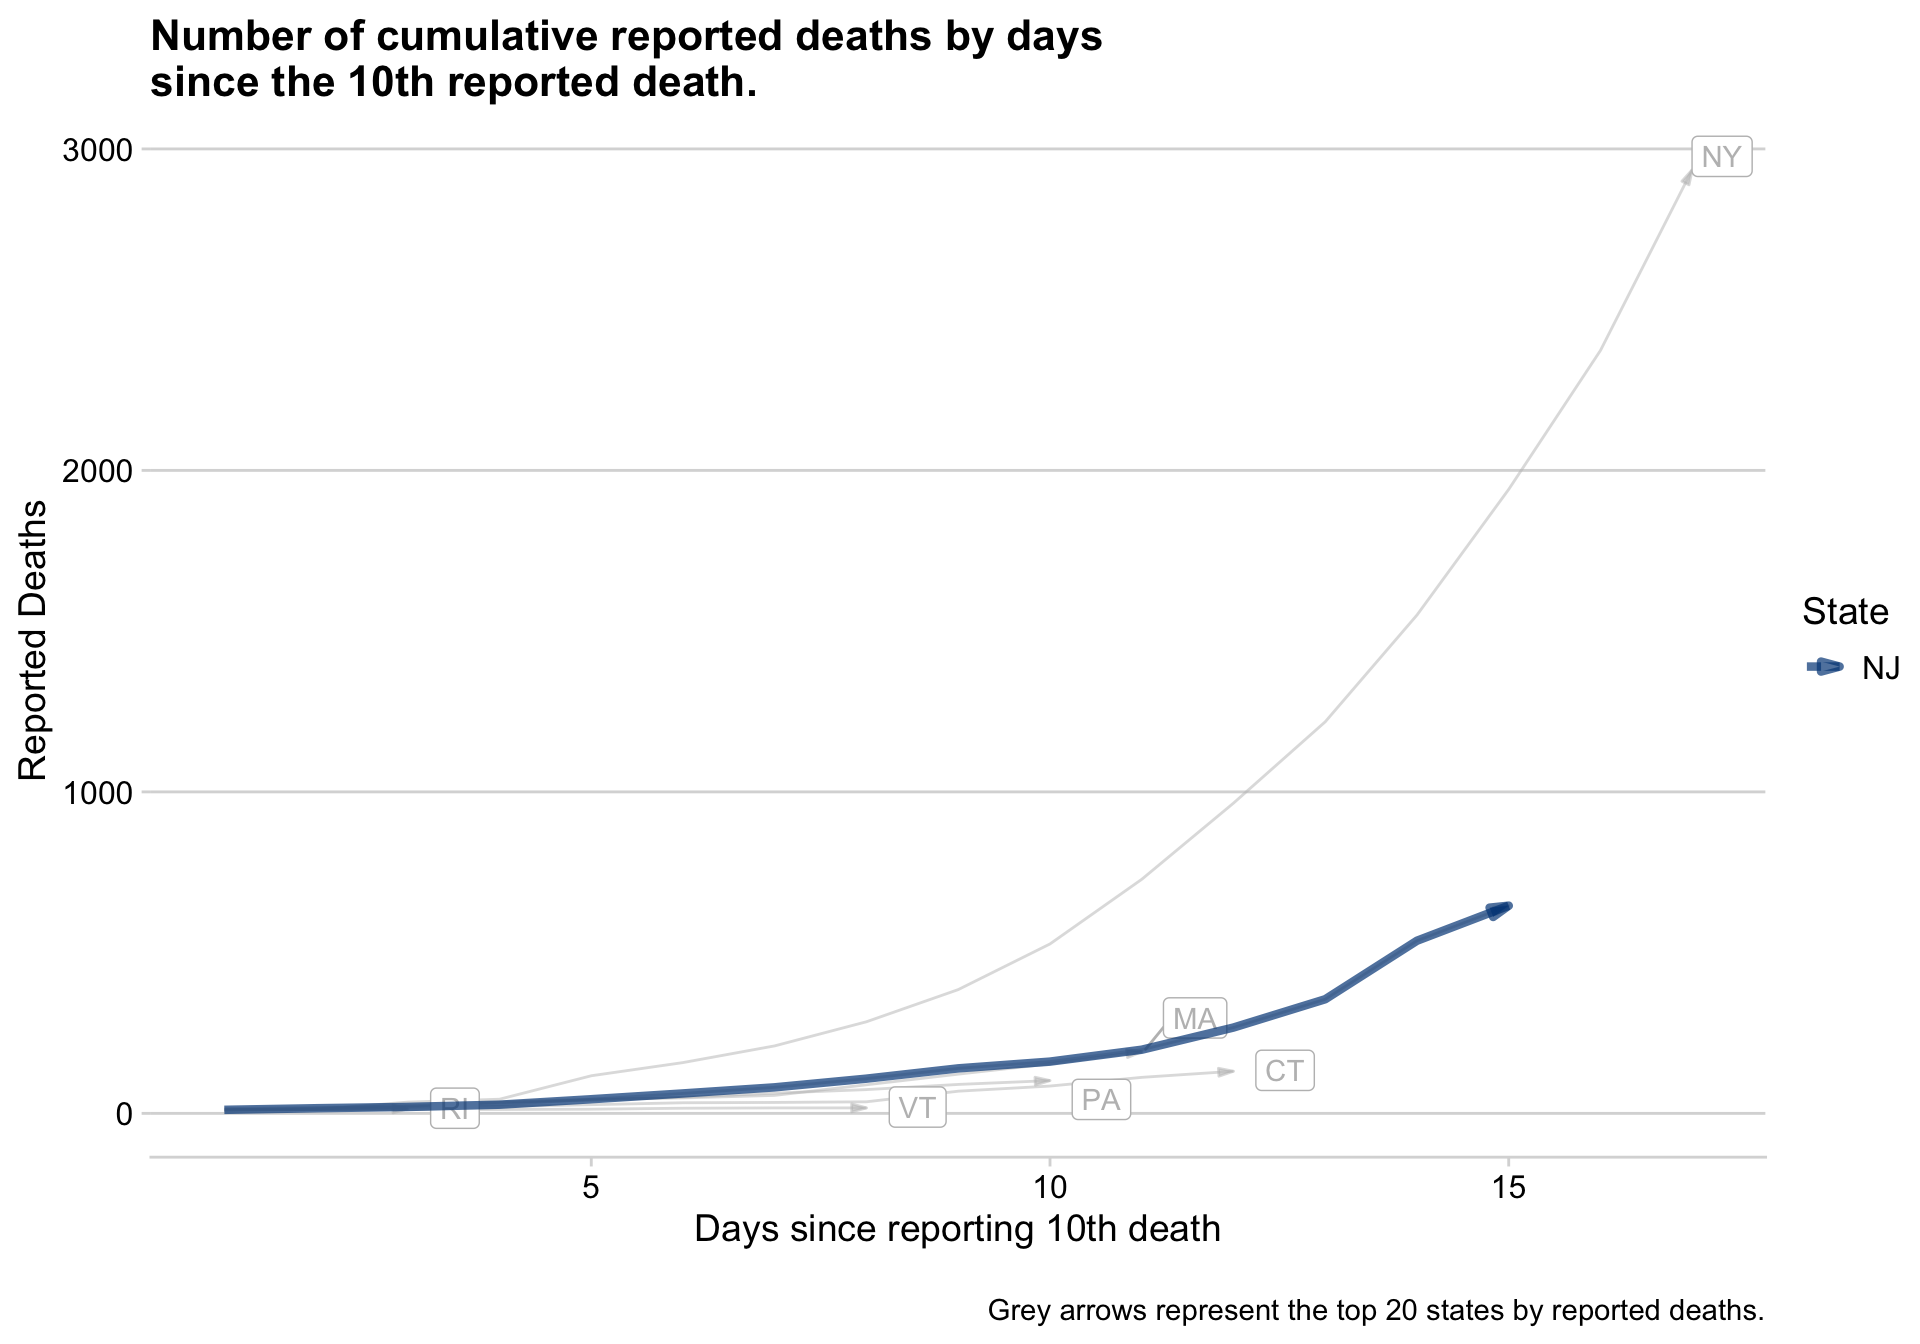 Number of cumulative reported deaths by days
since the 10th reported death.
3000
NY
2000
Reported Deaths
State
NJ
1000
MA
CT
PA
VT
RI
0
5
10
15
Days since reporting 10th death
Grey arrows represent the top 20 states by reported deaths.